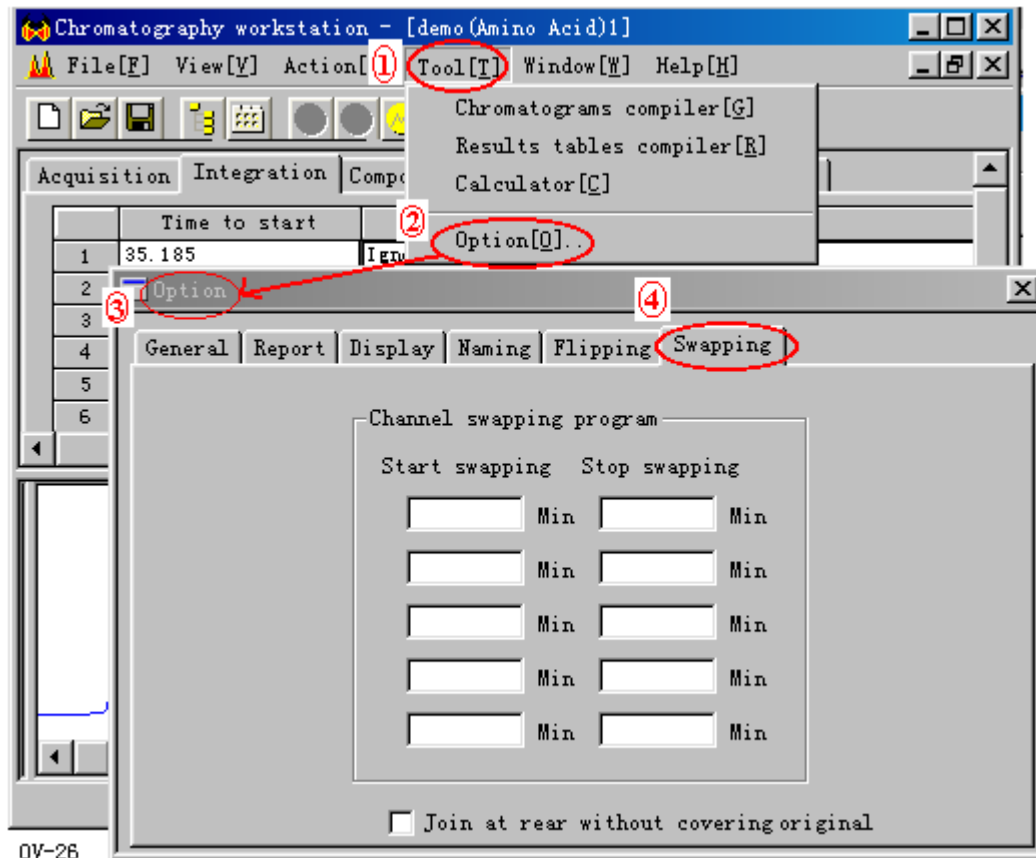 Chromatography workstation - [demo(Amino Acid)1]
File[F] View[V] Action[ ① Tool[T] Window[W] Help[H]
Chromatograms compiler[G]
Results tables compiler[R]
Calculator[C]
② Option[O]..
Acquisition Integration Compo
Time to start
1 35.185 Igno
2
3
4
5
6
③ Option
④
General Report Display Naming Flipping Swapping
Channel swapping program
Start swapping Stop swapping
Min Min
Min Min
Min Min
Min Min
Min Min
Join at rear without covering original
OV-26